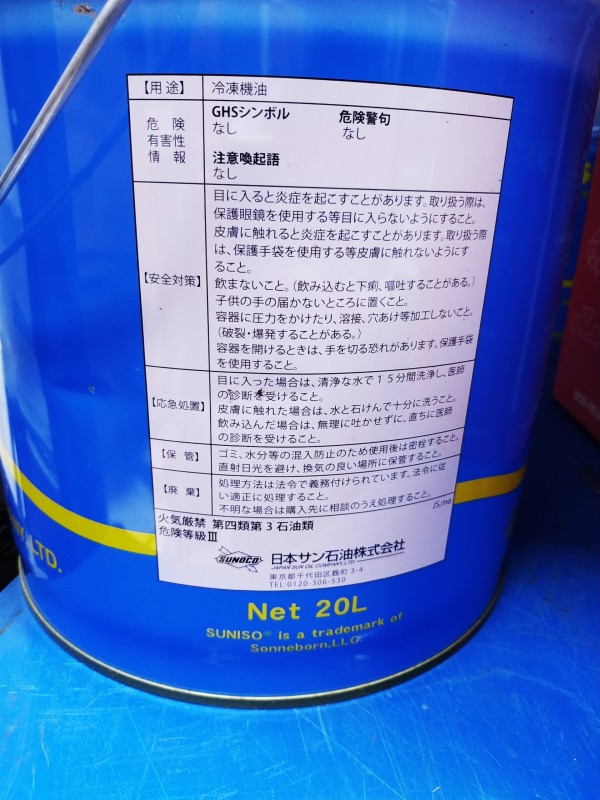 【用 途】 冷凍機油
危 険
有害性
情 報
GHSシンボル 危険警句
なし なし
注意喚起語
なし
【安全対策】
目に入ると炎症を起こすことがあります。取り扱う際は、
保護眼鏡を使用する等目に入らないようにすること。
皮膚に触れると炎症を起こすことがあります。取り扱う際
は、保護手袋を使用する等皮膚に触れないようにす
ること。
飲まないこと。(飲み込むと下痢、嘔吐することがある。)
子供の手の届かないところに置くこと。
容器に圧力をかけたり、溶接、穴あけ等加工しないこと。
(破裂・爆発することがある。)
容器を開けるときは、手を切る恐れがあります。保護手袋
を使用すること。
【応急処置】
目に入った場合は、清浄な水で15分間洗浄し、医師
の診断を受けること。
皮膚に触れた場合は、水と石けんで十分に洗うこと。
飲み込んだ場合は、無理に吐かせずに、直ちに医師
の診断を受けること。
【保 管】
ゴミ、水分等の混入防止のため使用後は密栓すること。
直射日光を避け、換気の良い場所に保管すること。
【廃 棄】
処理方法は法令で義務付けられています。法令に従
い適正に処理すること。
不明な場合は購入先に相談のうえ処理すること。
火気厳禁 第四類第3石油類
危険等級Ⅲ
SUNOCO 日本サン石油株式会社
JAPAN SUN OIL COMPANY,LTD.
東京都千代田区麹町3-4
TEL 0120-306-530
Y,LTD.
Net 20L
SUNISO® is a trademark of
Sonneborn,LLC.